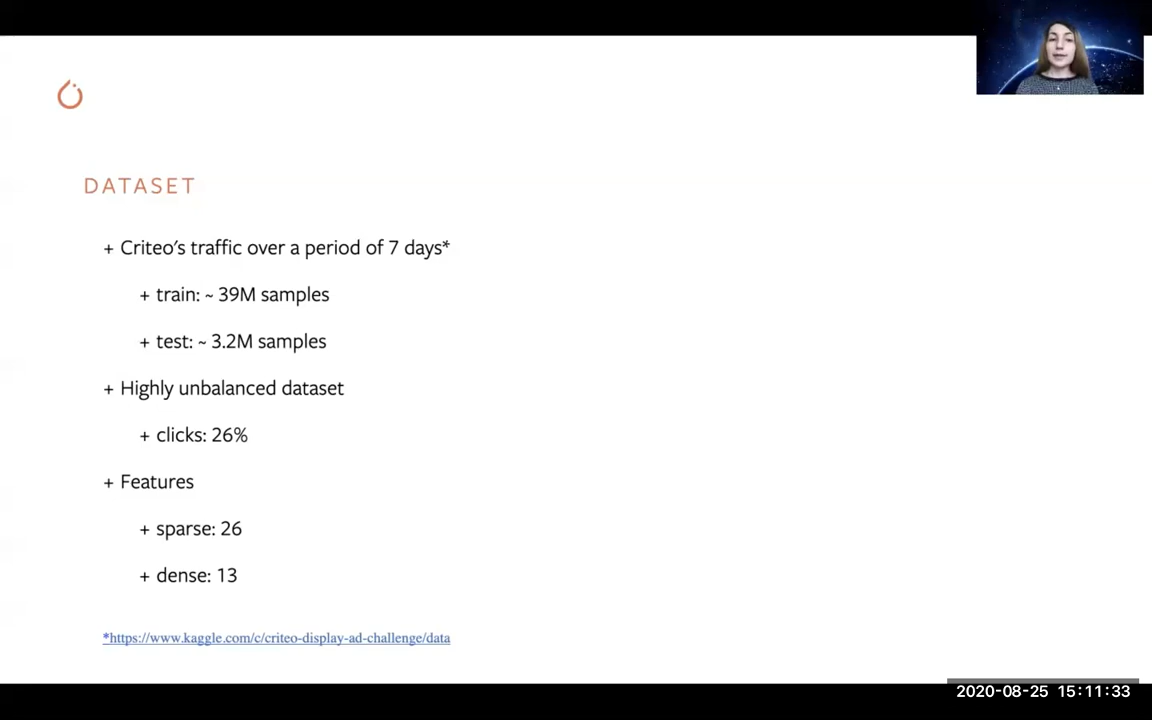 DATASET
+ Criteo's traffic over a period of 7 days*
+ train: ~ 39M samples
+ test: ~ 3.2M samples
+ Highly unbalanced dataset
+ clicks: 26%
+ Features
+ sparse: 26
+ dense: 13
*https://www.kaggle.com/c/criteo-display-ad-challenge/data
2020-08-25 15:11:33